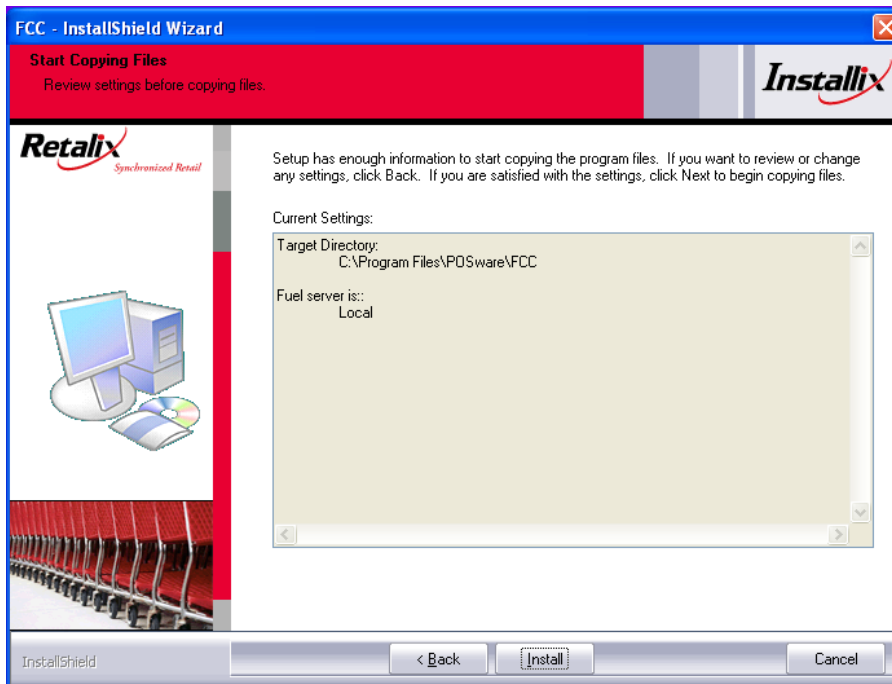 FCC - InstallShield Wizard
Start Copying Files
Review settings before copying files.
Installix
Retalix
Synchronized Retail
Setup has enough information to start copying the program files. If you want to review or change
any settings, click Back. If you are satisfied with the settings, click Next to begin copying files.
Current Settings:
Target Directory:
C:\Program Files\POSware\FCC
Fuel server is::
Local
InstallShield
< Back
Install
Cancel